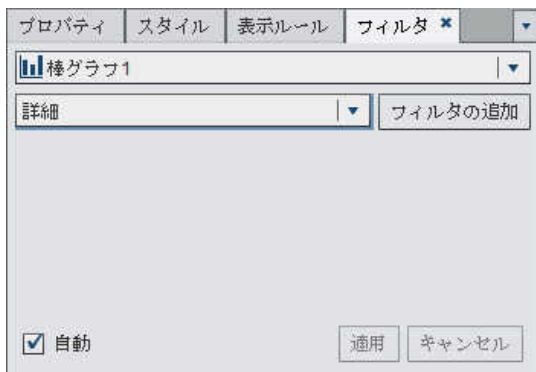 プロパティ スタイル 表示ルール フィルタ
棒グラフ1
詳細 フィルタの追加
自動 適用 キャンセル